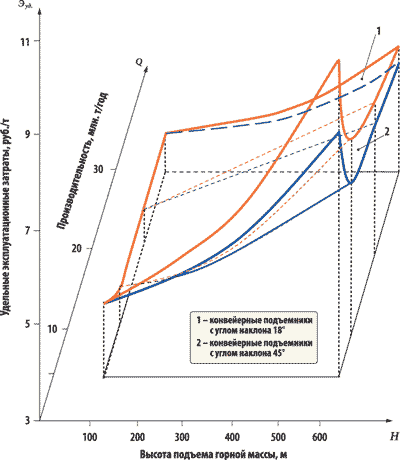 Эуд.
11
Q
1
9
2
30
7
20
5
10
3
Удельные эксплуатационные затраты, руб./т
Производительность, млн. т/год
1 – конвейерные подъемники
с углом наклона 18°
2 – конвейерные подъемники
с углом наклона 45°
100 200 300 400 500 600 H
Высота подъема горной массы, м